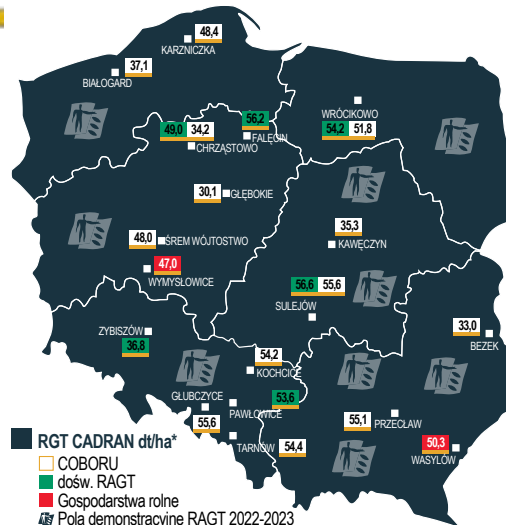 48,4
KARZNICZKA
37,1
BIAŁOGARD
56,2
FALĘCIN
49,0 34,2
CHRZĄSTOWO
WRÓCIKOWO
54,2 51,8
30,1
GŁĘBOKIE
48,0
ŚREM WÓJTOSTWO
47,0
WYMYSŁOWICE
35,3
KAWĘCZYN
56,6 55,6
SULEJÓW
33,0
BEZEK
ZYBISZÓW
36,8
54,2
KOCHCICE
GŁUBCZYCE
55,6
PAWŁOWICE
53,6
TARNÓW
54,4
55,1
PRZECŁAW
50,3
WASYLÓW
RGT CADRAN dt/ha*
COBORU
dośw. RAGT
Gospodarstwa rolne
Pola demonstracyjne RAGT 2022-2023